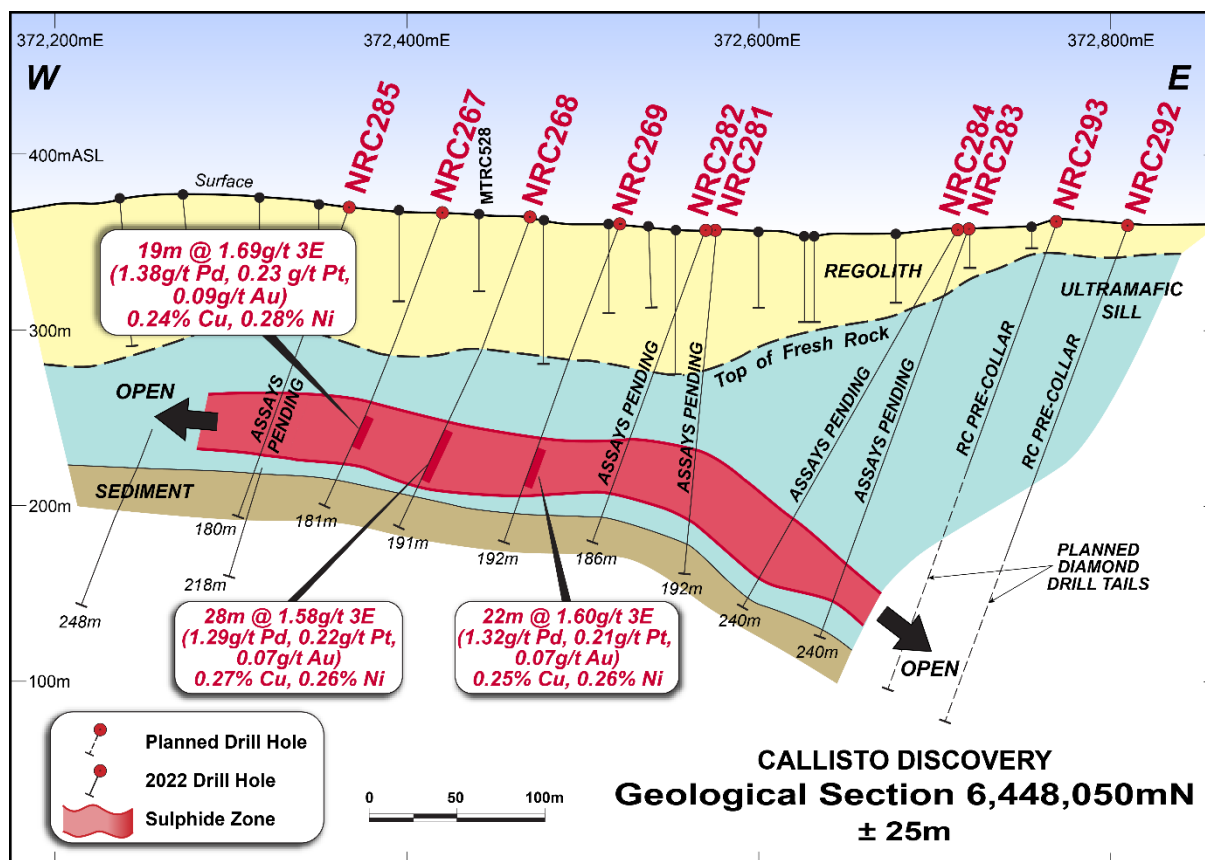 372,200mE
372,400mE
372,600mE
372,800mE
W
E
NRC285
NRC267
MTRC528
NRC268
NRC269
NRC282
NRC281
NRC284
NRC283
NRC293
NRC292
400mASL
Surface
19m @ 1.69g/t 3E
(1.38g/t Pd, 0.23 g/t Pt,
0.09g/t Au)
0.24% Cu, 0.28% Ni
REGOLITH
ULTRAMAFIC
SILL
300m
Top of Fresh Rock
OPEN
ASSAYS
PENDING
ASSAYS PENDING
ASSAYS PENDING
ASSAYS PENDING
ASSAYS PENDING
RC PRE-COLLAR
RC PRE-COLLAR
SEDIMENT
200m
180m
181m
191m
192m
186m
192m
218m
248m
240m
240m
PLANNED
DIAMOND
DRILL TAILS
28m @ 1.58g/t 3E
(1.29g/t Pd, 0.22g/t Pt,
0.07g/t Au)
0.27% Cu, 0.26% Ni
22m @ 1.60g/t 3E
(1.32g/t Pd, 0.21g/t Pt,
0.07g/t Au)
0.25% Cu, 0.26% Ni
OPEN
100m
Planned Drill Hole
2022 Drill Hole
Sulphide Zone
0
50
100m
CALLISTO DISCOVERY
Geological Section 6,448,050mN
± 25m